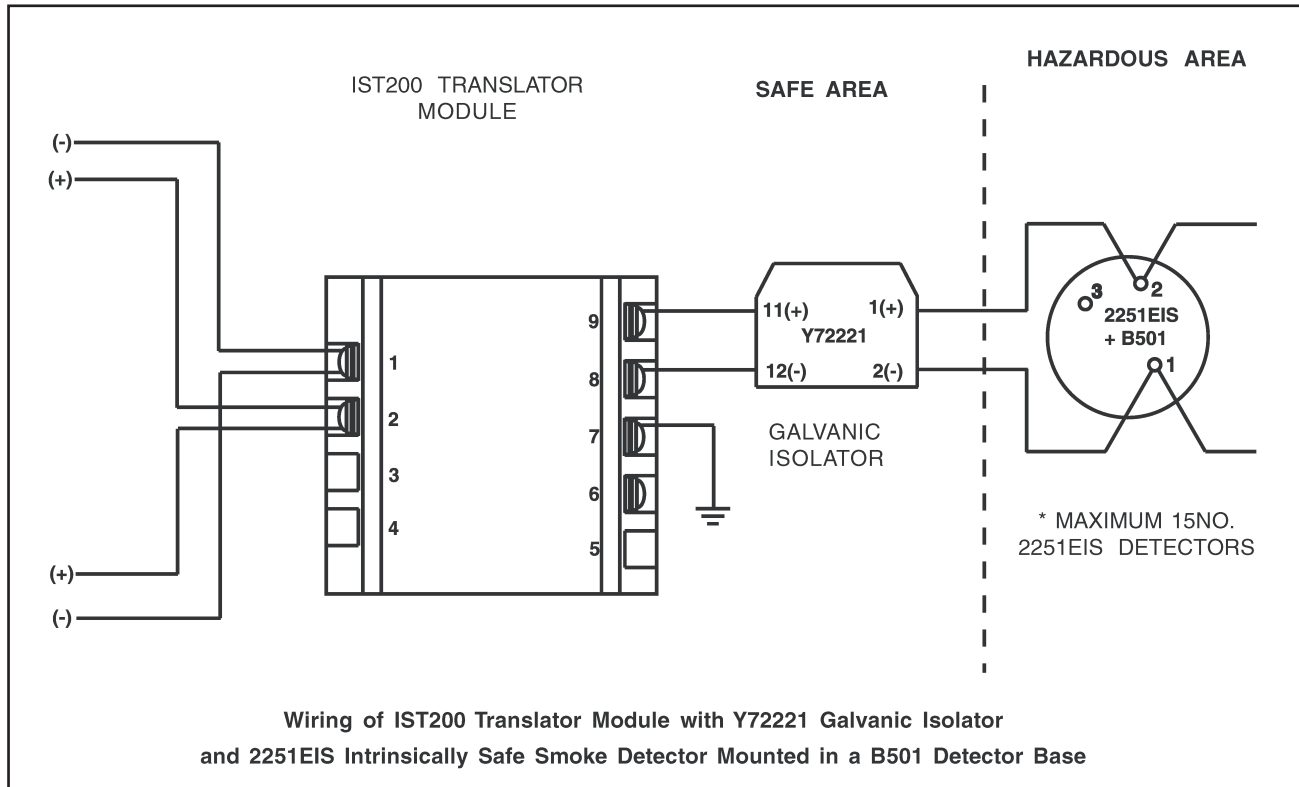 HAZARDOUS AREA
IST200 TRANSLATOR
MODULE
SAFE AREA
(-)
(+)
1
2
3
4
(+)
(-)
9
8
7
6
5
11(+)
1(+)
Y72221
12(-)
2(-)
GALVANIC
ISOLATOR
3
2
2251EIS
+ B501
1
* MAXIMUM 15NO.
2251EIS DETECTORS
Wiring of IST200 Translator Module with Y72221 Galvanic Isolator
and 2251EIS Intrinsically Safe Smoke Detector Mounted in a B501 Detector Base